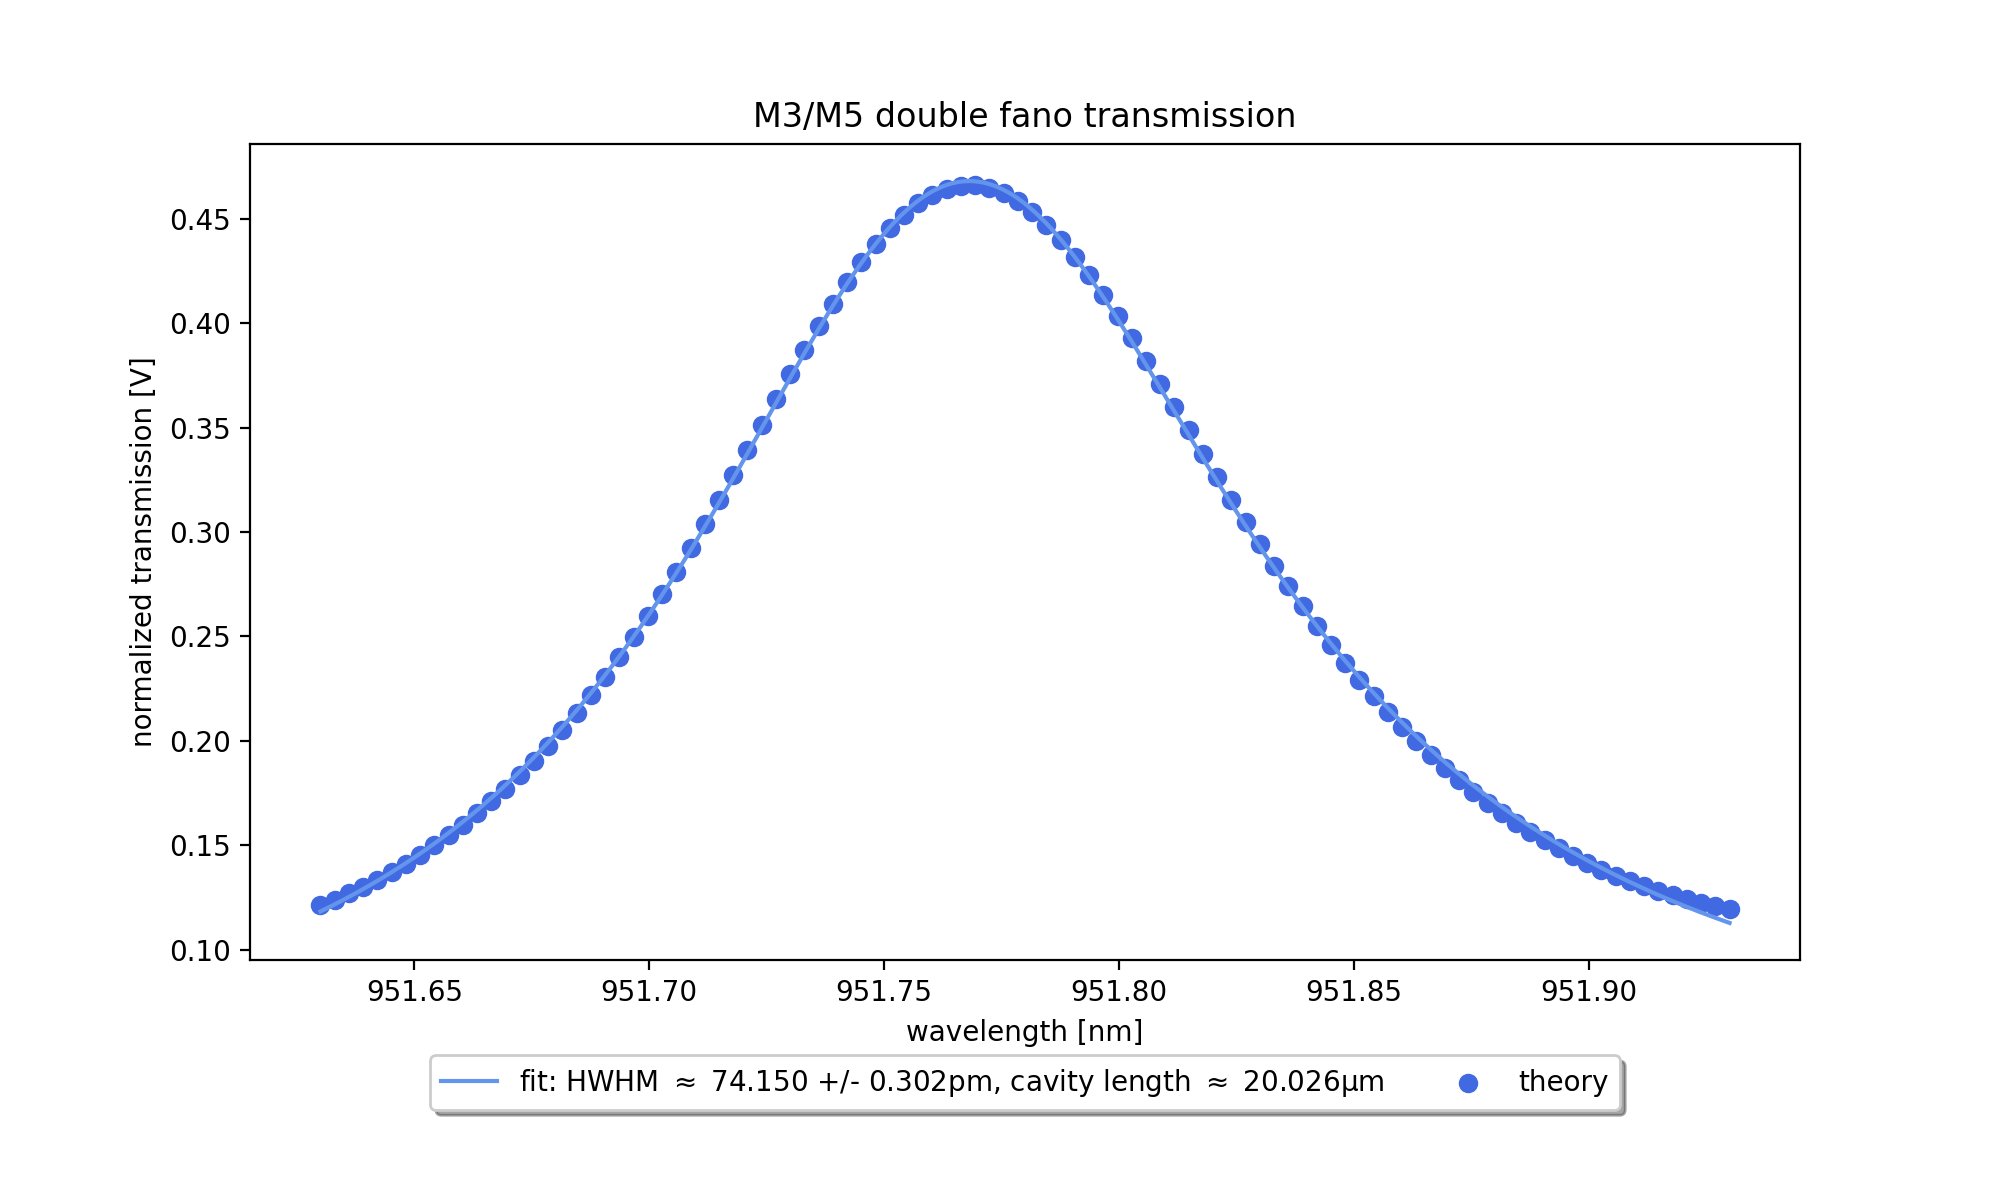 M3/M5 double fano transmission
normalized transmission [V]
0.45
0.40
0.35
0.30
0.25
0.20
0.15
0.10
951.65 951.70 951.75 951.80 951.85 951.90
wavelength [nm]
fit: HWHM ≈ 74.150 +/- 0.302pm, cavity length ≈ 20.026μm theory